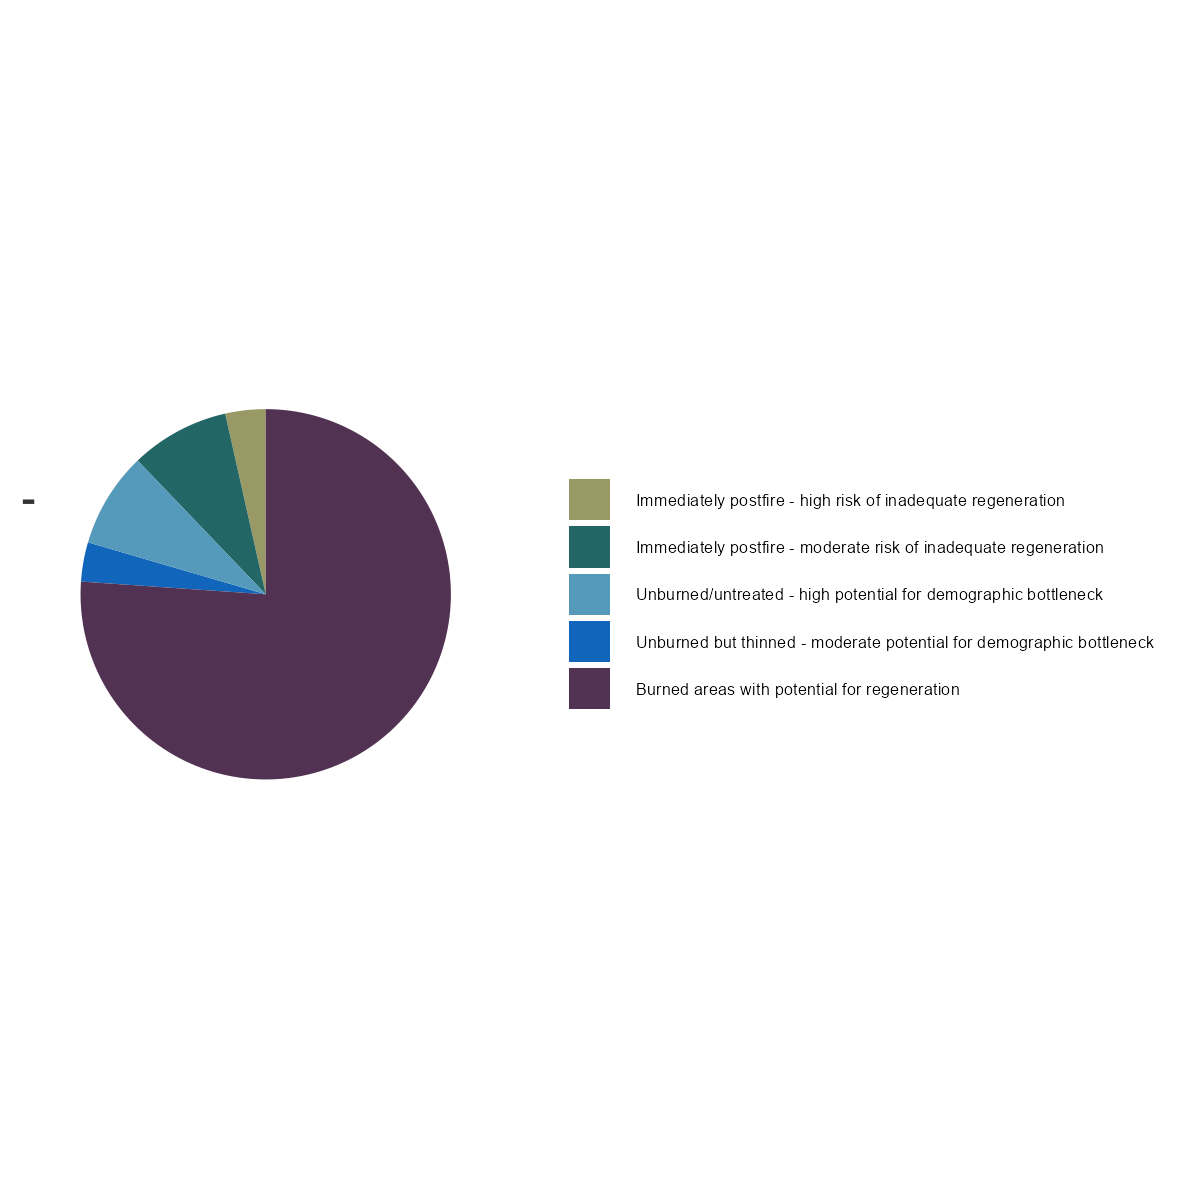 -
Immediately postfire - high risk of inadequate regeneration
Immediately postfire - moderate risk of inadequate regeneration
Unburned/untreated - high potential for demographic bottleneck
Unburned but thinned - moderate potential for demographic bottleneck
Burned areas with potential for regeneration